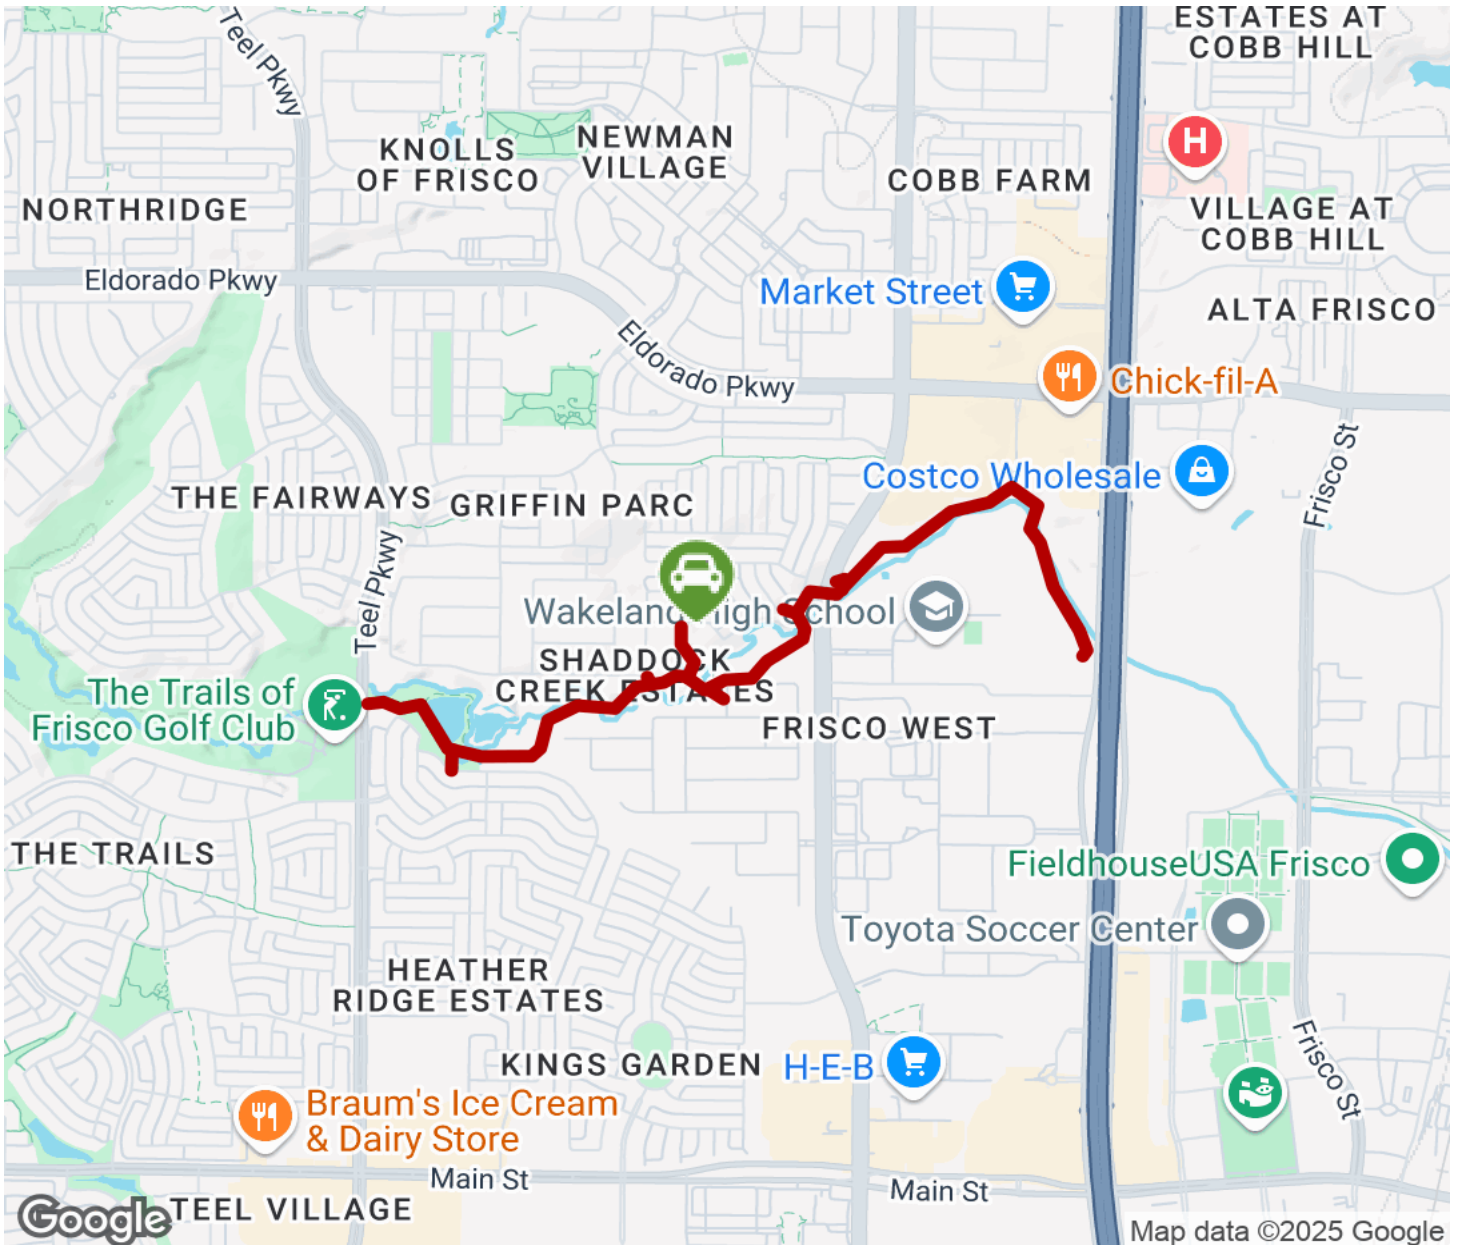 ESTATES AT
COBB HILL
Teel Pkwy
KNOLLS
OF FRISCO
NEWMAN
VILLAGE
COBB FARM
H
NORTHRIDGE
VILLAGE AT
COBB HILL
Eldorado Pkwy
Market Street
ALTA FRISCO
Eldorado Pkwy
Chick-fil-A
Frisco St
Costco Wholesale
THE FAIRWAYS
GRIFFIN PARC
Teel Pkwy
Wakeland High School
SHADDOCK
CREEK ESTATES
The Trails of
Frisco Golf Club
FRISCO WEST
THE TRAILS
FieldhouseUSA Frisco
Toyota Soccer Center
HEATHER
RIDGE ESTATES
Frisco St
KINGS GARDEN
H-E-B
Braum's Ice Cream
& Dairy Store
Main St
Main St
Google
TEEL VILLAGE
Map data ©2025 Google